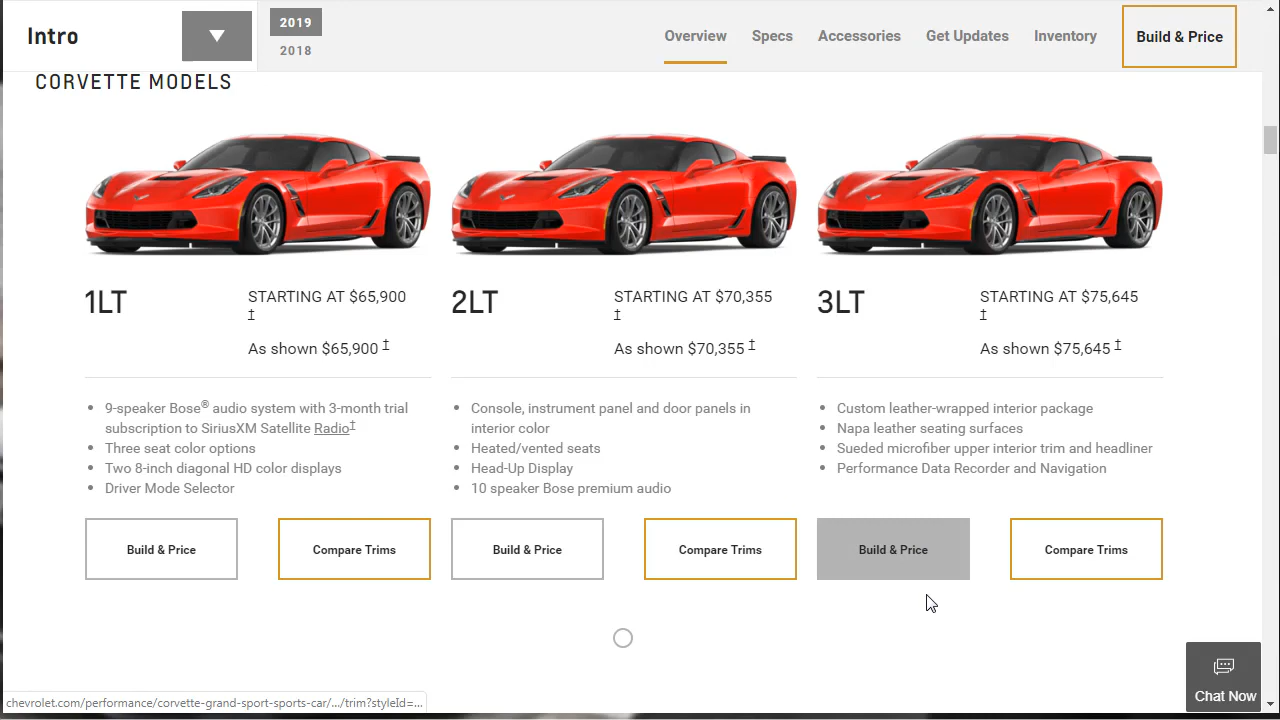 Intro
2019
2018
Overview
Specs
Accessories
Get Updates
Inventory
Build & Price
CORVETTE MODELS
1LT
STARTING AT $65,900
‡
As shown $65,900 ‡
9-speaker Bose® audio system with 3-month trial
subscription to SiriusXM Satellite Radio‡
Three seat color options
Two 8-inch diagonal HD color displays
Driver Mode Selector
Build & Price
Compare Trims
2LT
STARTING AT $70,355
‡
As shown $70,355 ‡
Console, instrument panel and door panels in
interior color
Heated/vented seats
Head-Up Display
10 speaker Bose premium audio
Build & Price
Compare Trims
3LT
STARTING AT $75,645
‡
As shown $75,645 ‡
Custom leather-wrapped interior package
Napa leather seating surfaces
Sueded microfiber upper interior trim and headliner
Performance Data Recorder and Navigation
Build & Price
Compare Trims
Chat Now
chevrolet.com/performance/corvette-grand-sport-sports-car/.../trim?styleId=...